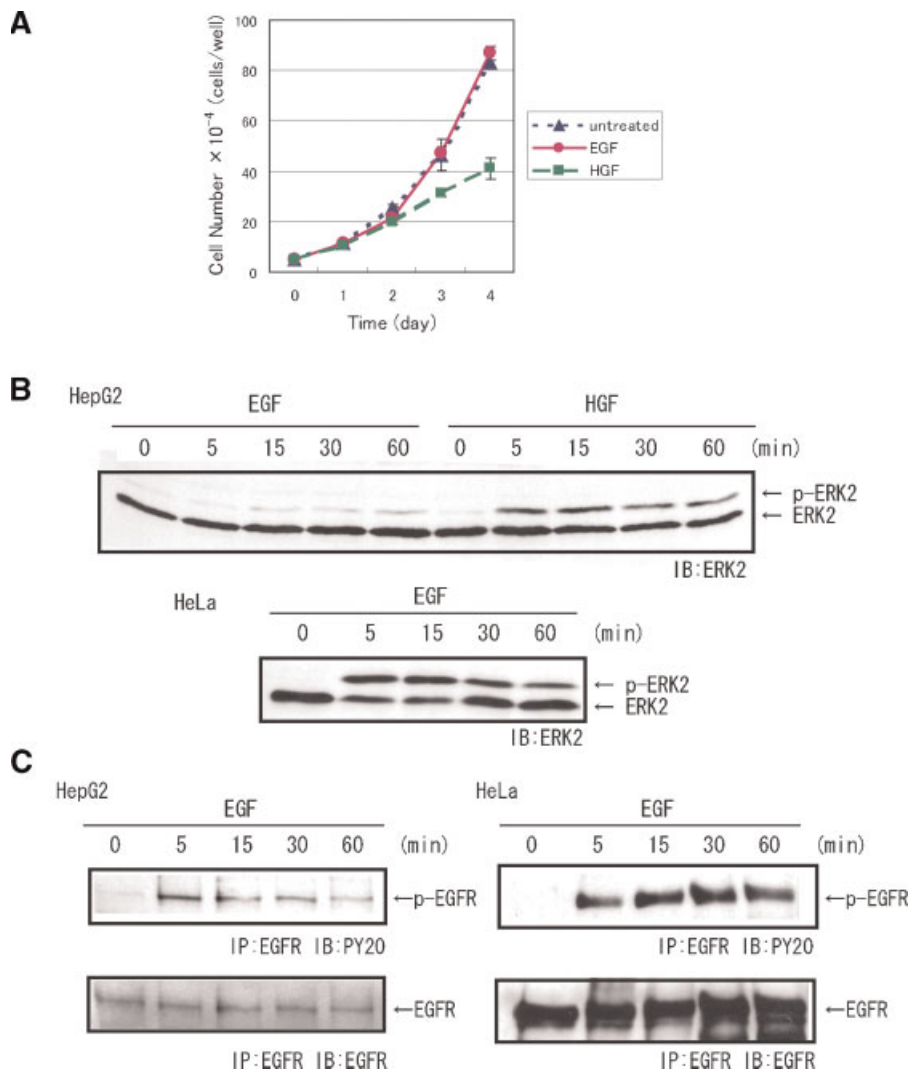 A
Cell Number ×10⁻⁴ (cells/well)
100
80
60
40
20
0
0 1 2 3 4
Time (day)
untreated
EGF
HGF
B
HepG2
EGF HGF
0 5 15 30 60 0 5 15 30 60 (min)
← p-ERK2
← ERK2
IB:ERK2
HeLa
EGF
0 5 15 30 60 (min)
← p-ERK2
← ERK2
IB:ERK2
C
HepG2
EGF
0 5 15 30 60 (min)
←p-EGFR
IP:EGFR IB:PY20
←EGFR
IP:EGFR IB:EGFR
HeLa
EGF
0 5 15 30 60 (min)
←p-EGFR
IP:EGFR IB:PY20
←EGFR
IP:EGFR IB:EGFR